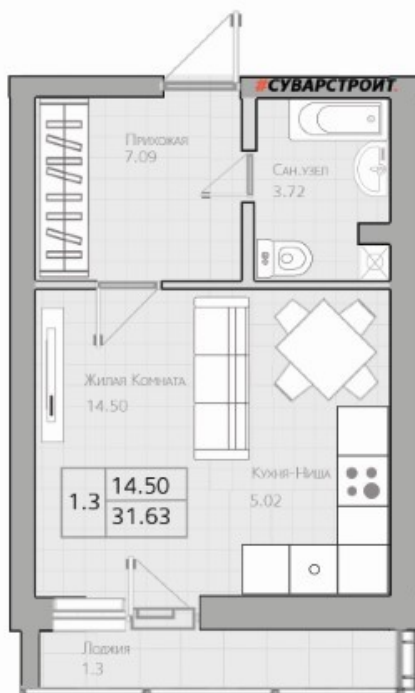 #СУВАРСТРОИТ.
Прихожая
7.09
Сан.узел
3.72
Жилая Комната
14.50
Кухня-Ниша
5.02
1.3
14.50
31.63
Лоджия
1.3